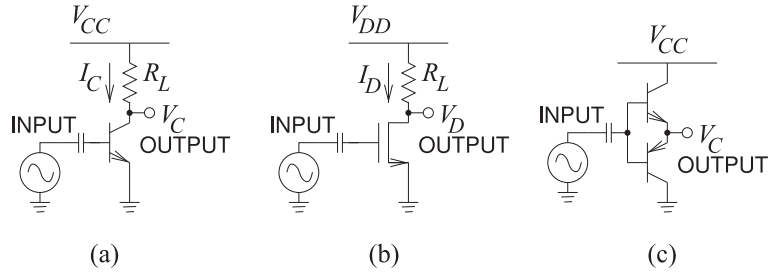 V_CC
I_C
R_L
V_C
INPUT
OUTPUT
(a)
V_DD
I_D
R_L
V_D
INPUT
OUTPUT
(b)
V_CC
INPUT
V_C
OUTPUT
(c)